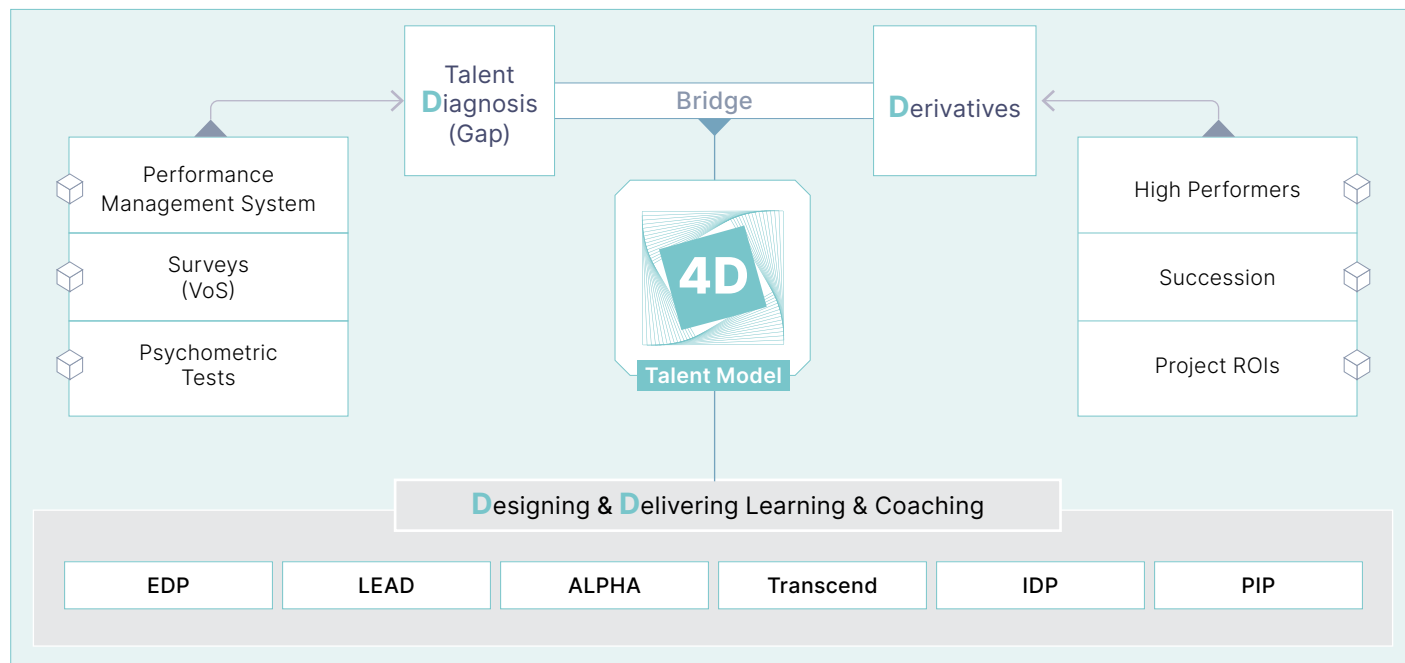 Talent
Diagnosis
(Gap)
Bridge
Derivatives
Performance
Management System
Surveys
(VoS)
Psychometric
Tests
4D
Talent Model
High Performers
Succession
Project ROIs
Designing & Delivering Learning & Coaching
EDP
LEAD
ALPHA
Transcend
IDP
PIP